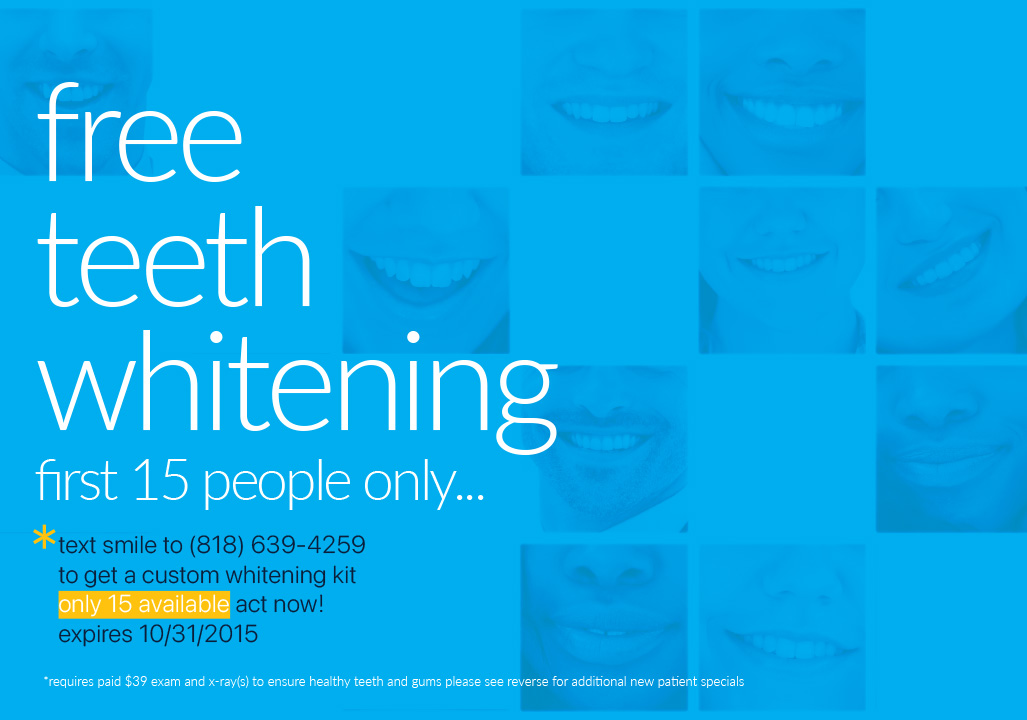 free
teeth
whitening
first 15 people only...
*text smile to (818) 639-4259
to get a custom whitening kit
only 15 available act now!
expires 10/31/2015
*requires paid $39 exam and x-ray(s) to ensure healthy teeth and gums please see reverse for additional new patient specials